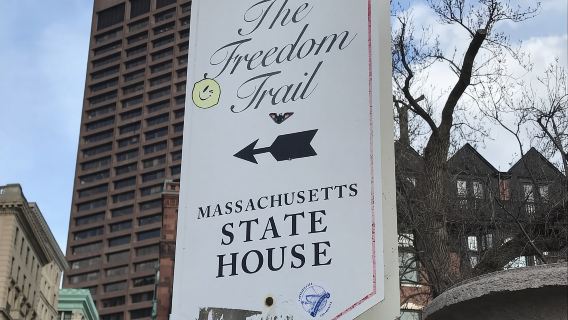 The
Freedom
Trail
MASSACHUSETTS
STATE
HOUSE